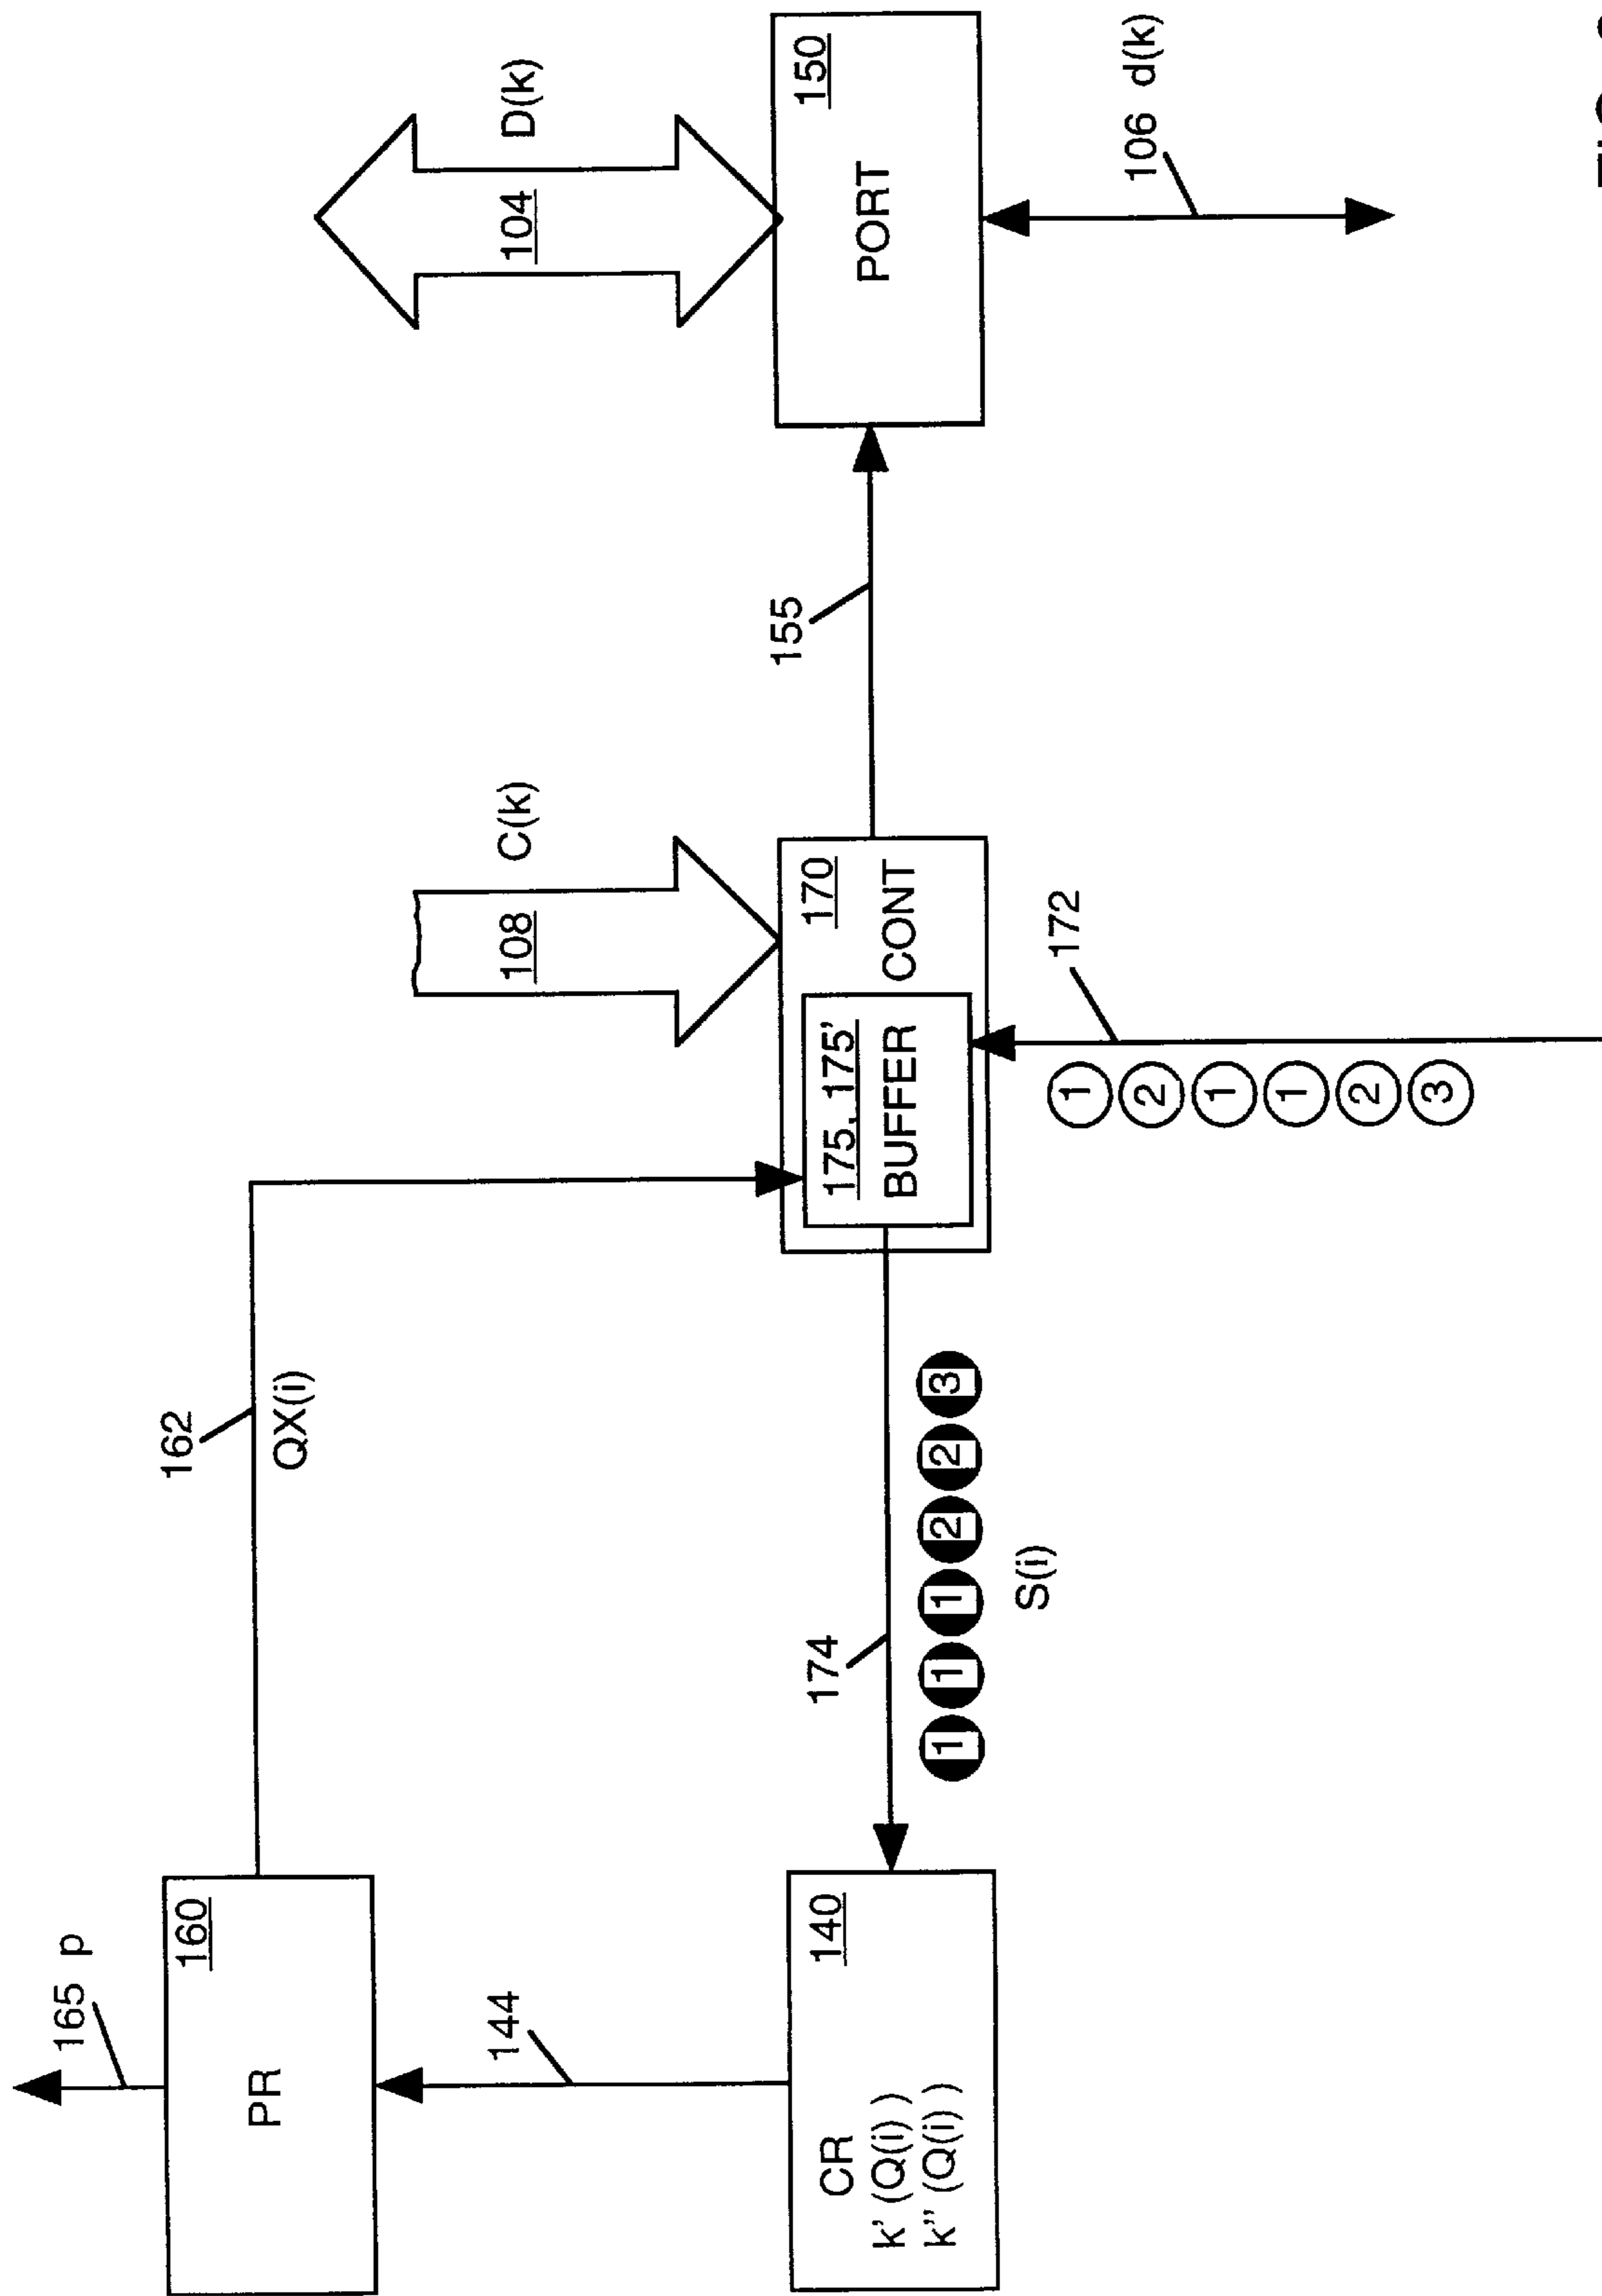 165 p
160
PR
162
QX(i)
144
140
CR
k' (Q(i) )
k'' (Q(i) )
174
1 1 1 2 2 3
S(i)
108
C(k)
170
CONT
175, 175'
BUFFER
172
1
2
1
1
2
3
155
104
D(k)
150
PORT
106 d(k)